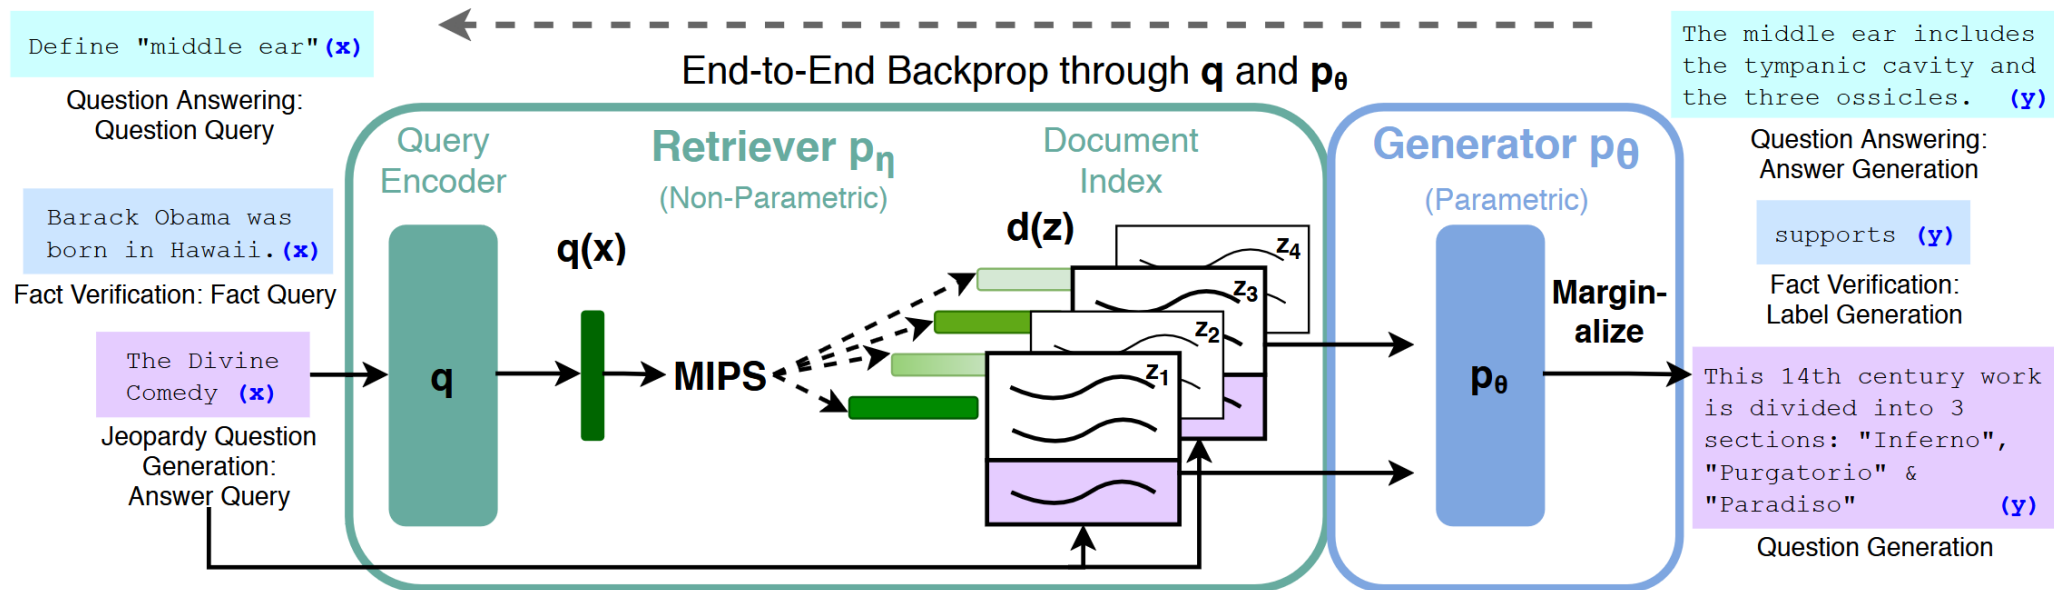 Define "middle ear"(x)
Question Answering:
Question Query
Barack Obama was
born in Hawaii.(x)
Fact Verification: Fact Query
The Divine
Comedy (x)
Jeopardy Question
Generation:
Answer Query
End-to-End Backprop through q and pθ
Query
Encoder
q
Retriever pη
(Non-Parametric)
q(x)
MIPS
Document
Index
d(z)
z4
z3
z2
z1
Generator pθ
(Parametric)
pθ
Margin-
alize
The middle ear includes
the tympanic cavity and
the three ossicles. (y)
Question Answering:
Answer Generation
supports (y)
Fact Verification:
Label Generation
This 14th century work
is divided into 3
sections: "Inferno",
"Purgatorio" &
"Paradiso" (y)
Question Generation